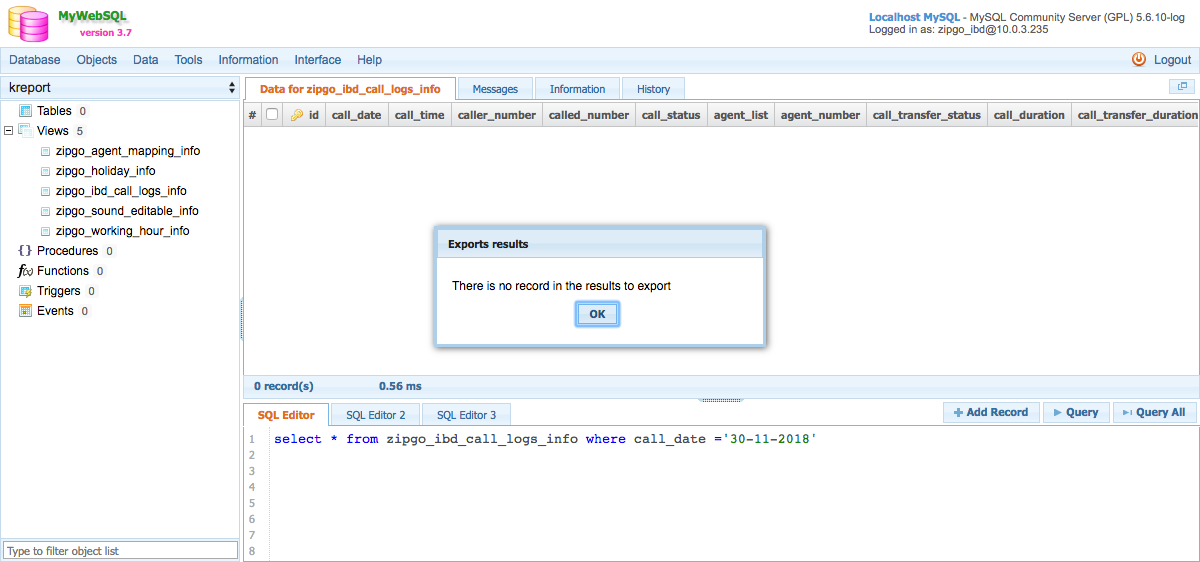 MyWebSQL
version 3.7
Localhost MySQL - MySQL Community Server (GPL) 5.6.10-log
Logged in as: zipgo_ibd@10.0.3.235
Database Objects Data Tools Information Interface Help Logout
kreport
Data for zipgo_ibd_call_logs_info Messages Information History
# id call_date call_time caller_number called_number call_status agent_list agent_number call_transfer_status call_duration call_transfer_duration
Tables 0
Views 5
zipgo_agent_mapping_info
zipgo_holiday_info
zipgo_ibd_call_logs_info
zipgo_sound_editable_info
zipgo_working_hour_info
{} Procedures 0
f(x) Functions 0
Triggers 0
Events 0
Exports results
There is no record in the results to export
OK
0 record(s) 0.56 ms
SQL Editor SQL Editor 2 SQL Editor 3 Add Record Query Query All
1 select * from zipgo_ibd_call_logs_info where call_date ='30-11-2018'
2
3
4
5
6
7
8
Type to filter object list